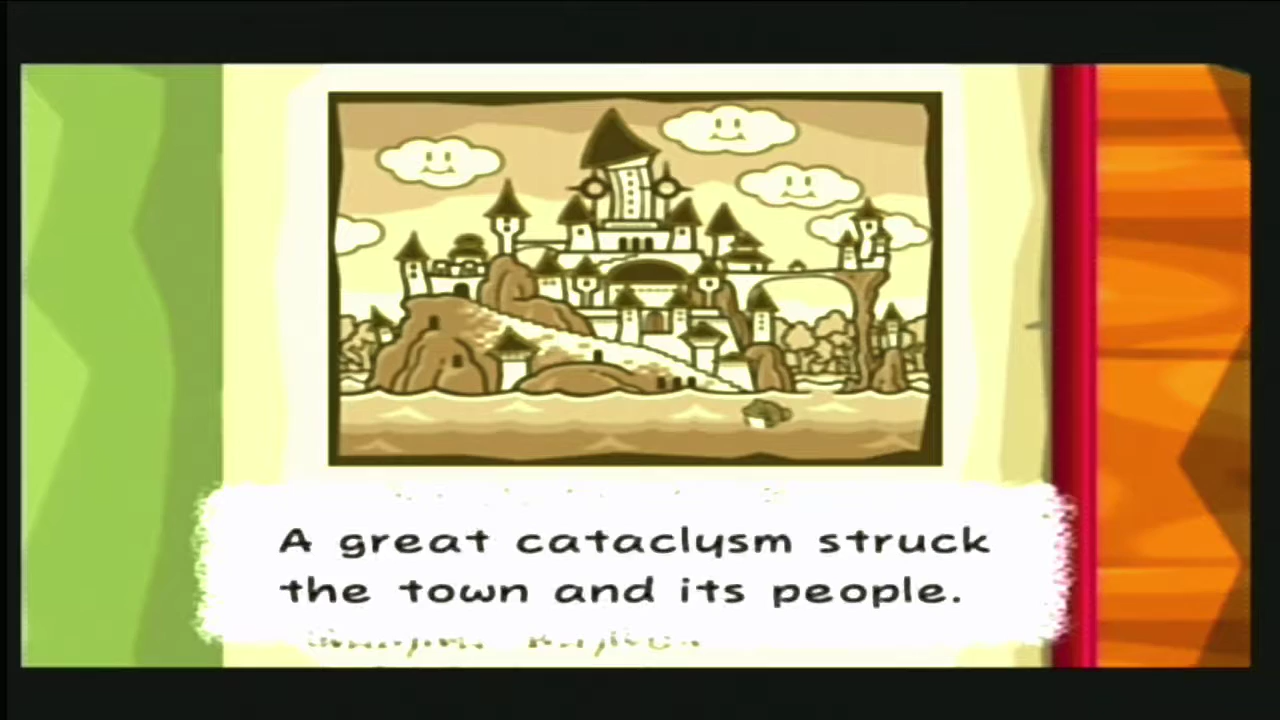 A great cataclysm struck
the town and its people.